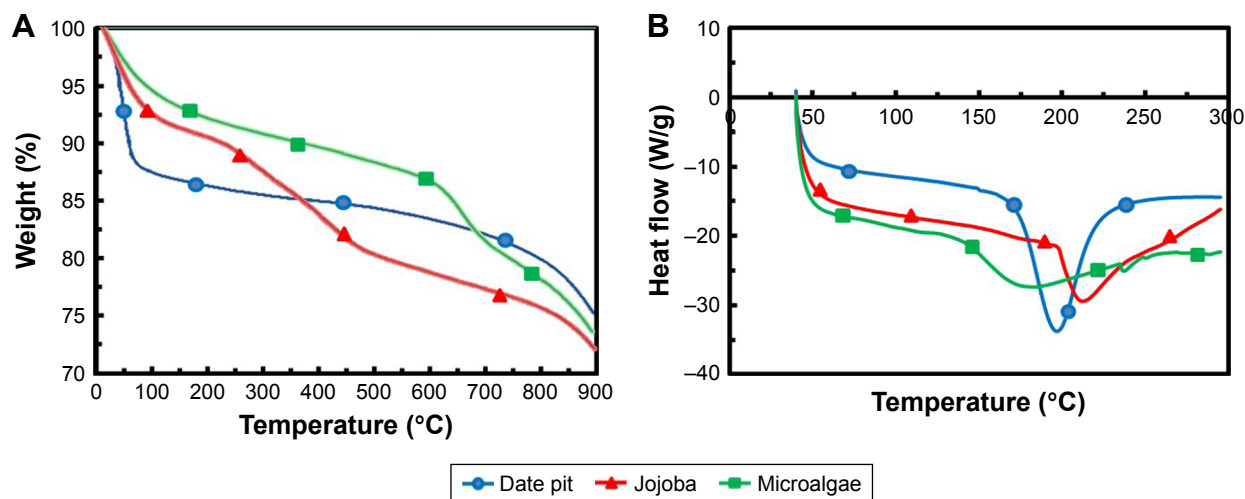 A
100
95
90
85
80
75
70
Weight (%)
0 100 200 300 400 500 600 700 800 900
Temperature (°C)
B
10
0
–10
–20
–30
–40
Heat flow (W/g)
0 50 100 150 200 250 300
Temperature (°C)
Date pit Jojoba Microalgae